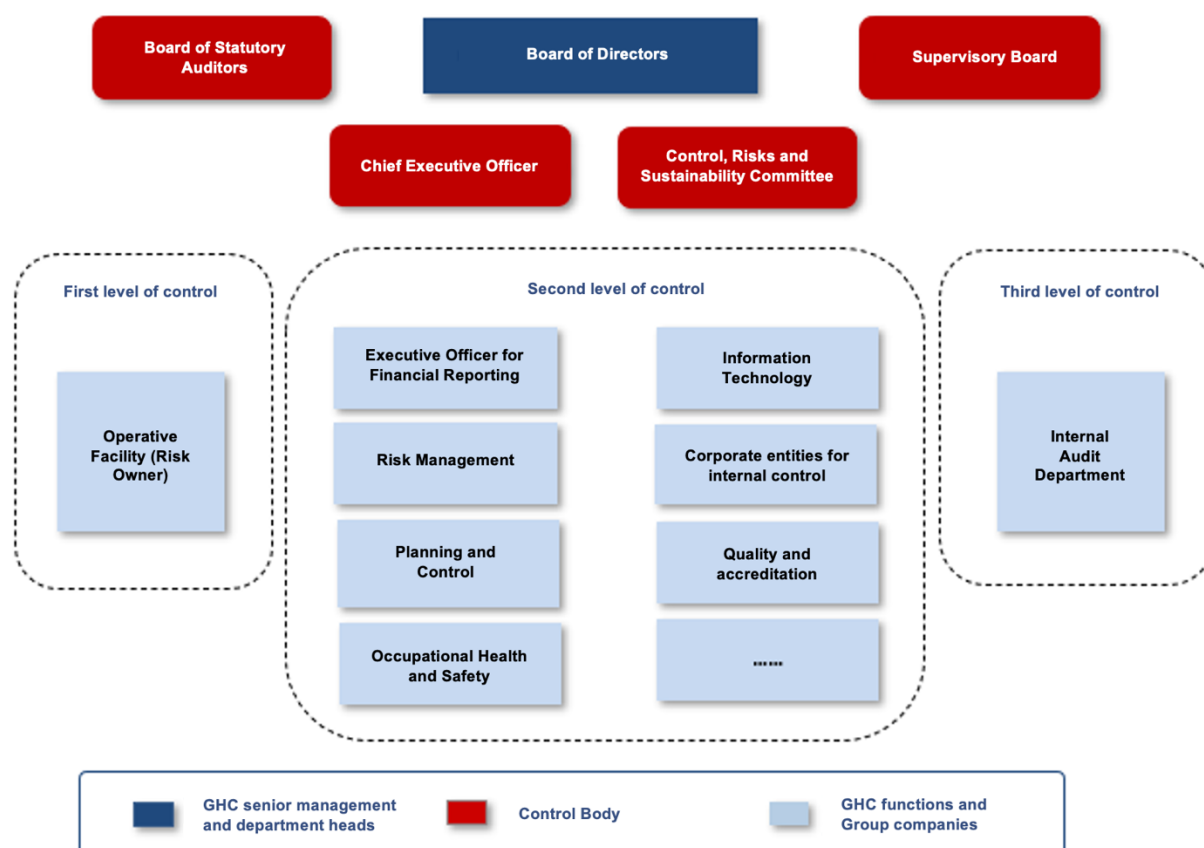 Board of Statutory
Auditors
Board of Directors
Supervisory Board
Chief Executive Officer
Control, Risks and
Sustainability Committee
First level of control
Second level of control
Third level of control
Operative
Facility (Risk
Owner)
Executive Officer for
Financial Reporting
Information
Technology
Risk Management
Corporate entities for
internal control
Planning and
Control
Quality and
accreditation
Occupational Health
and Safety
……
Internal
Audit
Department
GHC senior management
and department heads
Control Body
GHC functions and
Group companies